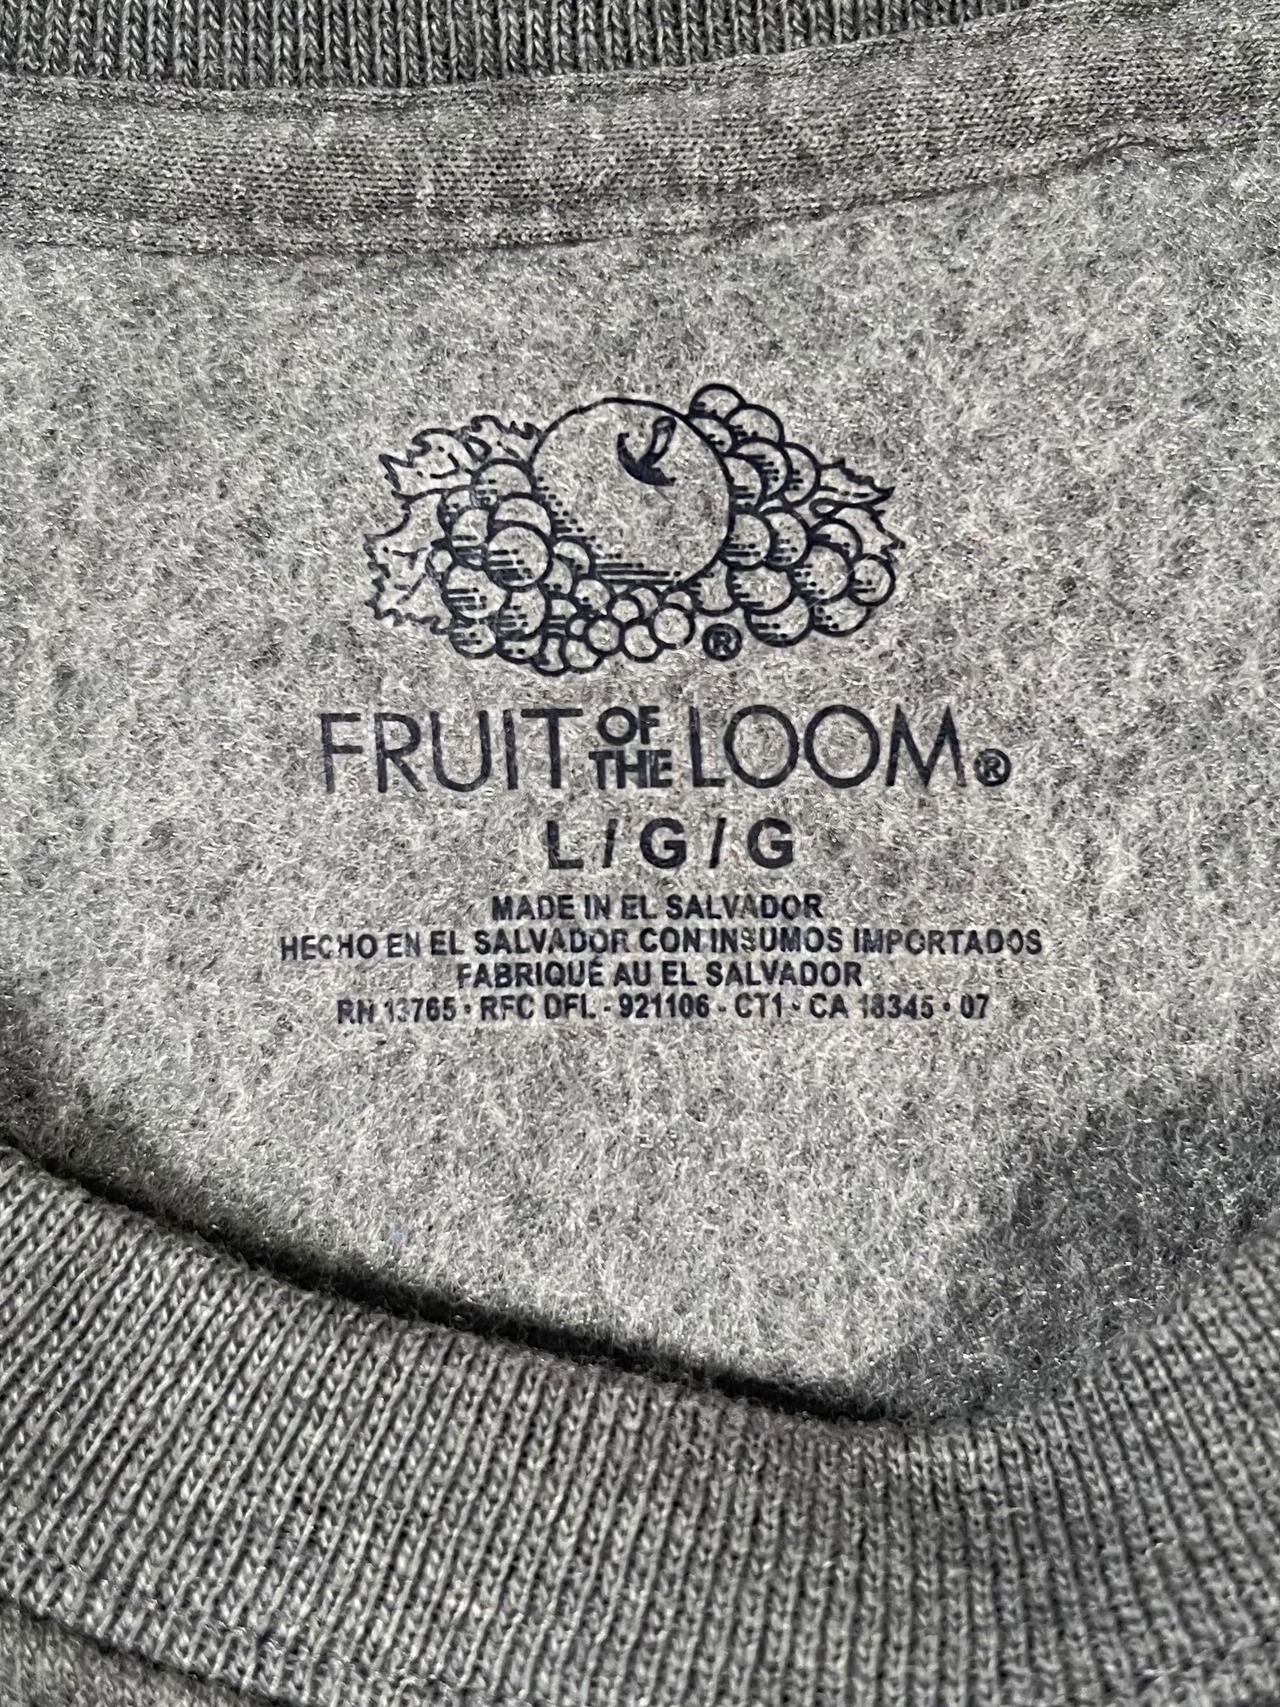 ®
FRUIT OF THE LOOM®
L / G / G
MADE IN EL SALVADOR
HECHO EN EL SALVADOR CON INSUMOS IMPORTADOS
FABRIQUÉ AU EL SALVADOR
RN 13765 · RFC DFL - 921106 - CT1 · CA 18345 · 07